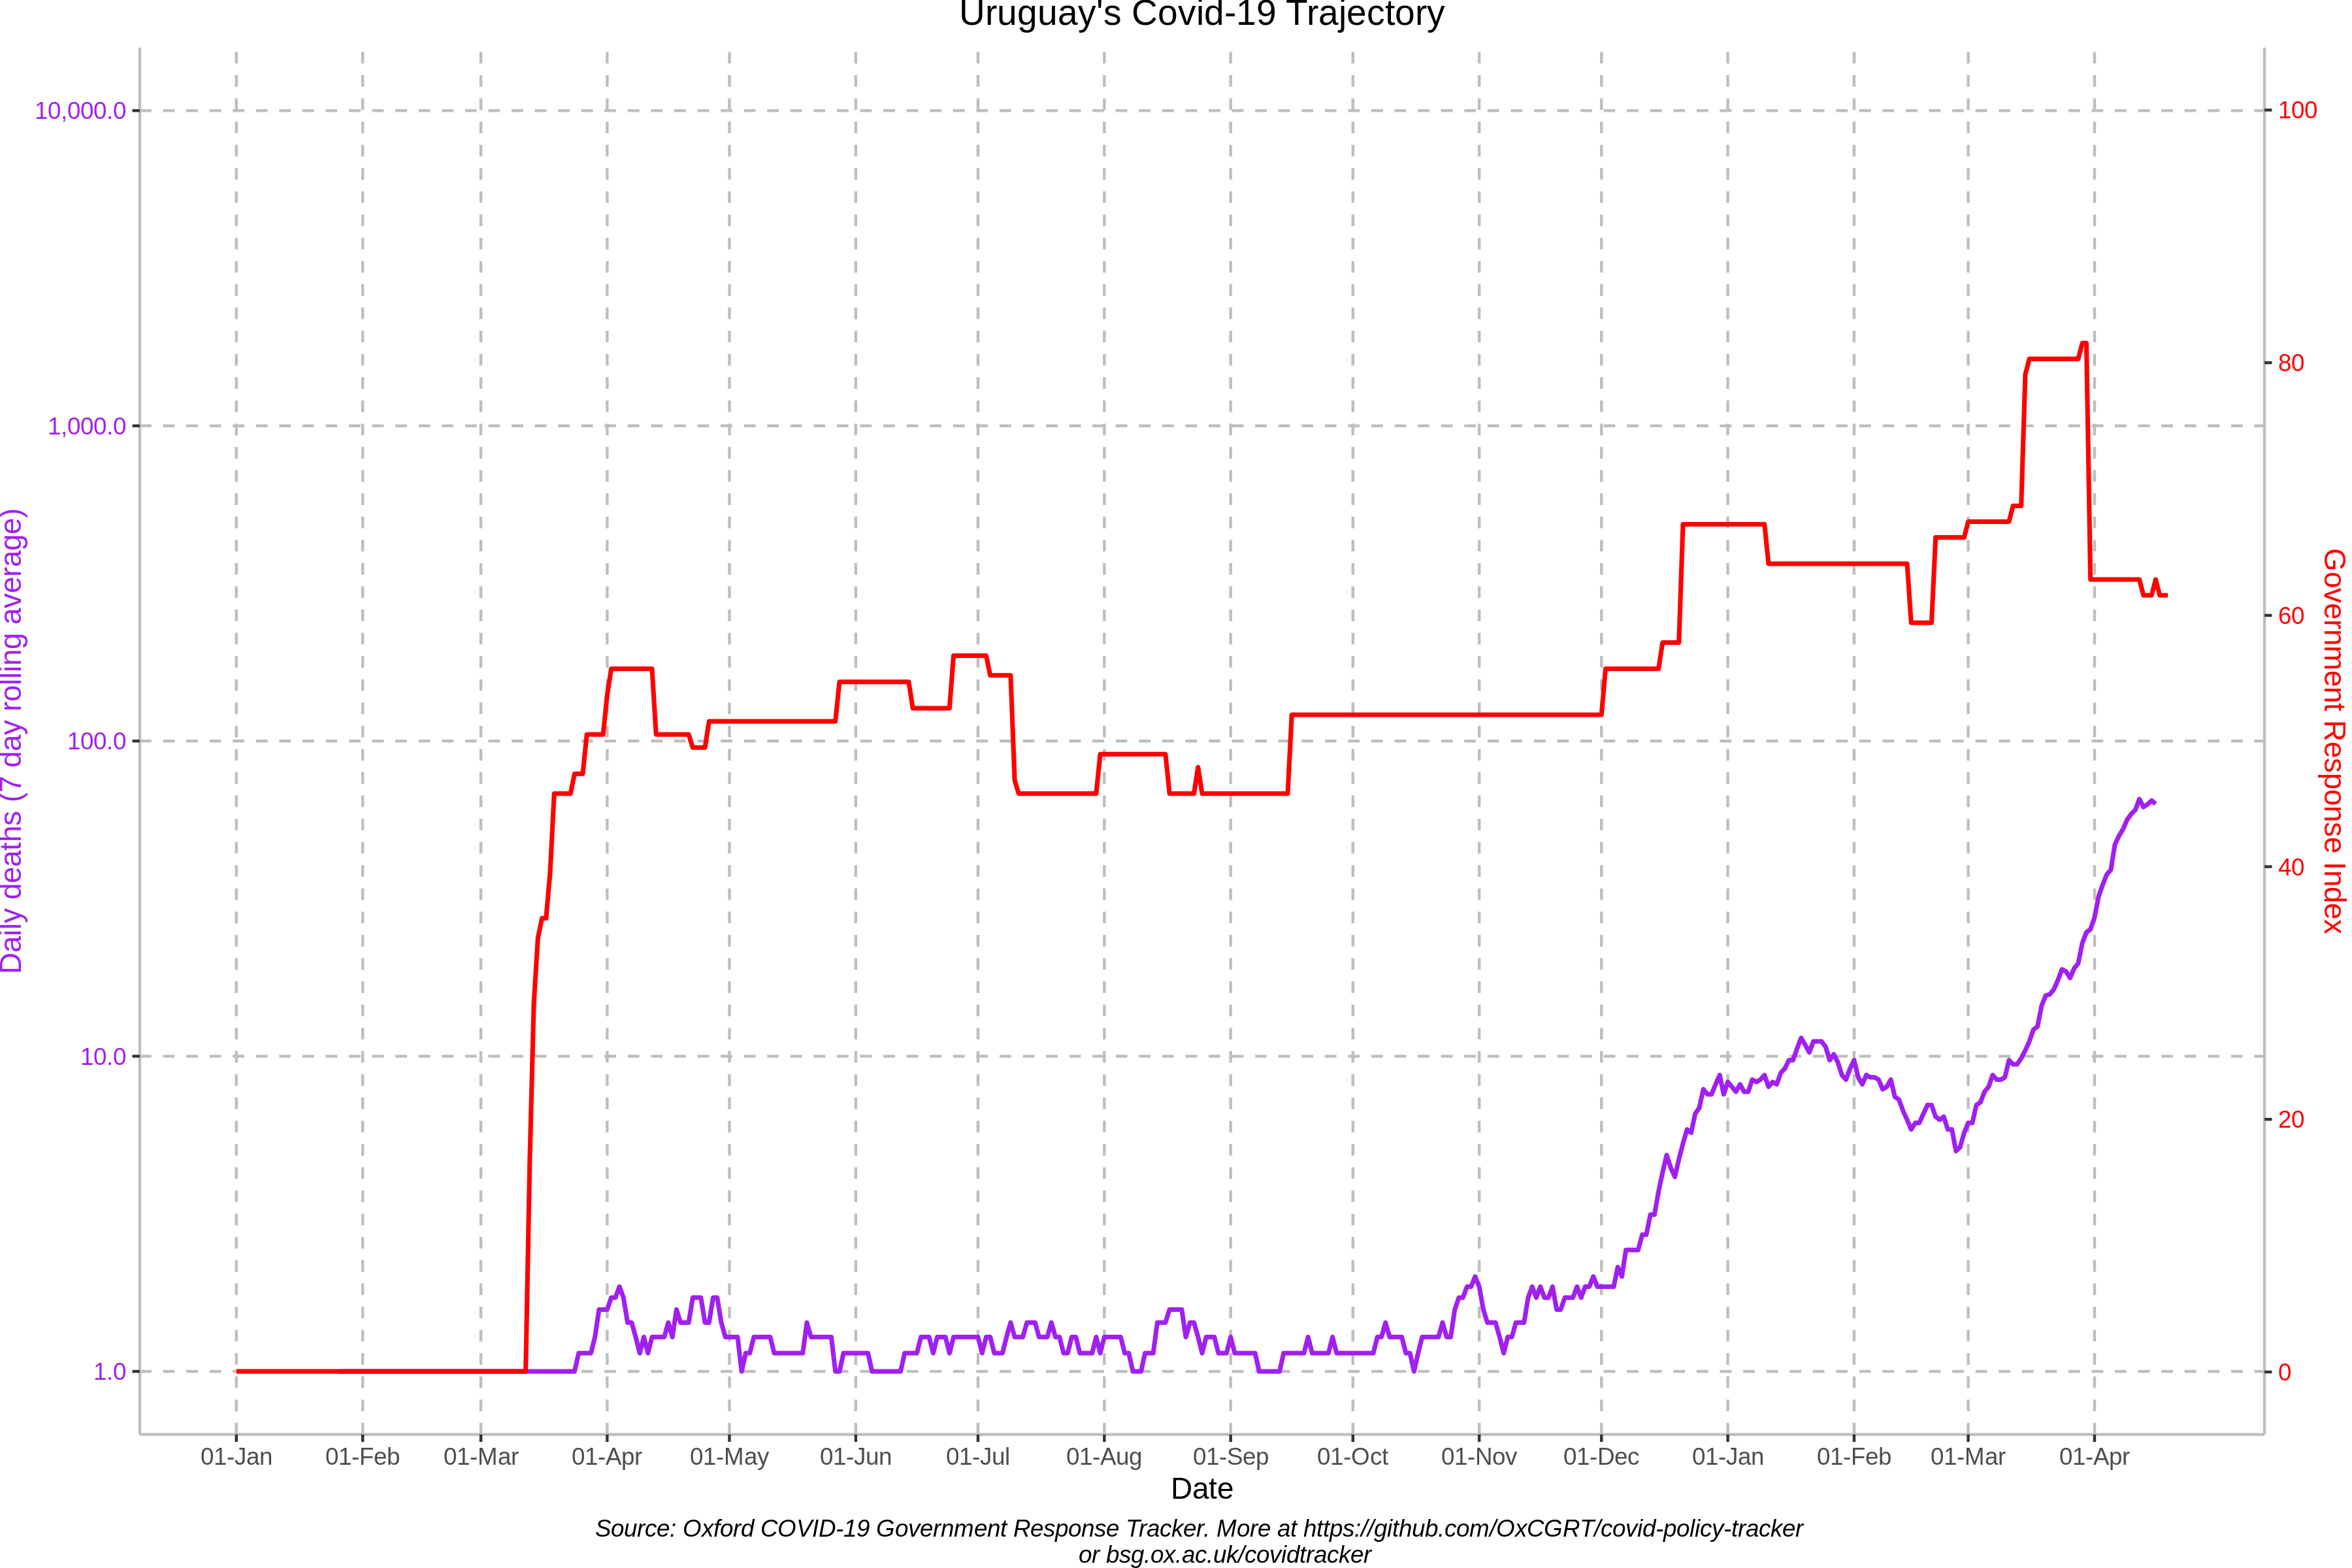 Uruguay's Covid-19 Trajectory
10,000.0
1,000.0
100.0
10.0
1.0
Daily deaths (7 day rolling average)
100
80
60
40
20
0
Government Response Index
01-Jan 01-Feb 01-Mar 01-Apr 01-May 01-Jun 01-Jul 01-Aug 01-Sep 01-Oct 01-Nov 01-Dec 01-Jan 01-Feb 01-Mar 01-Apr
Date
Source: Oxford COVID-19 Government Response Tracker. More at https://github.com/OxCGRT/covid-policy-tracker
or bsg.ox.ac.uk/covidtracker